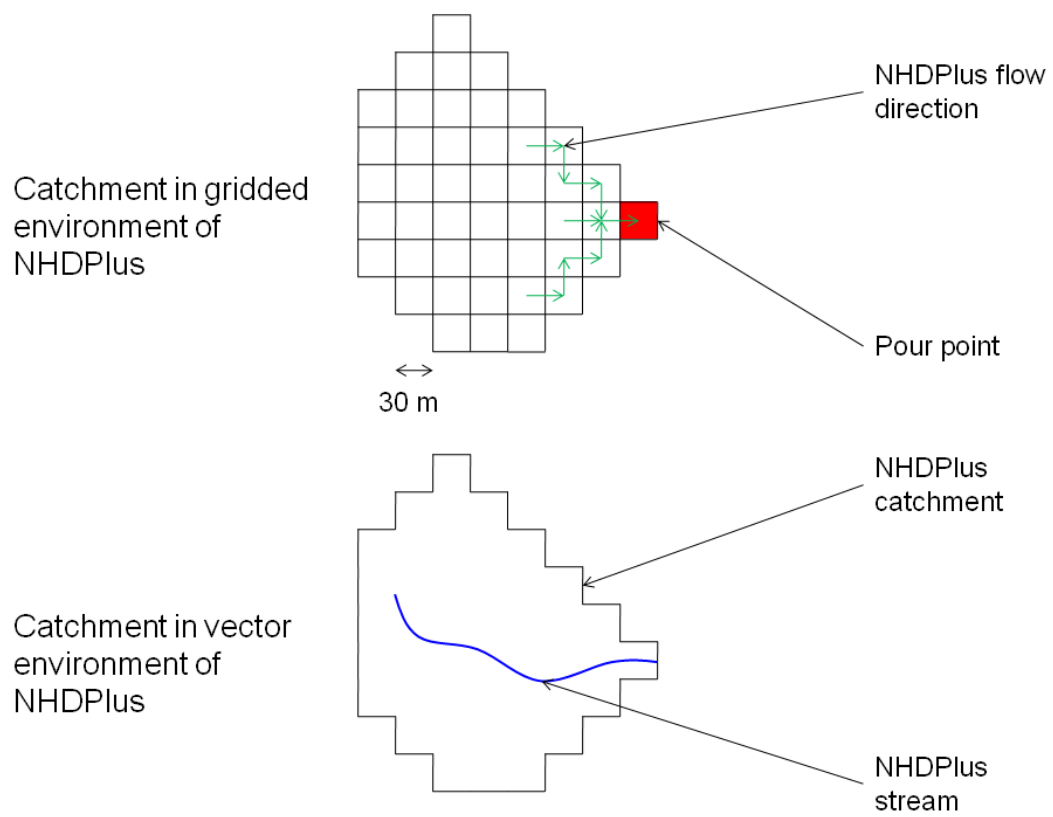 NHDPlus flow
direction
Catchment in gridded
environment of
NHDPlus
Pour point
30 m
NHDPlus
catchment
Catchment in vector
environment of
NHDPlus
NHDPlus
stream